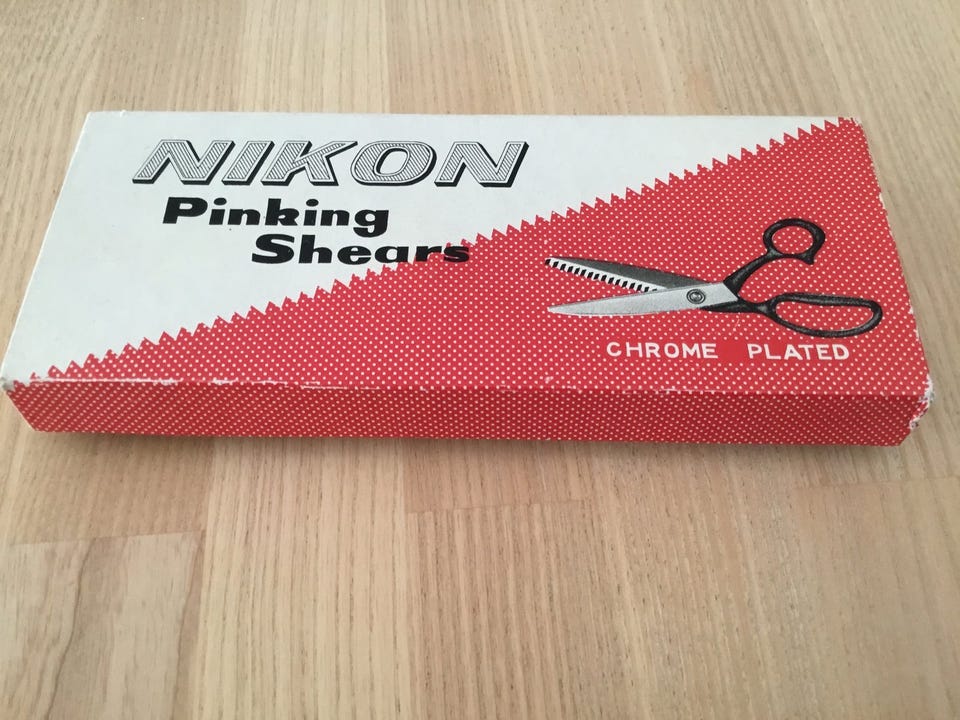 NIKON
Pinking
Shears
CHROME PLATED